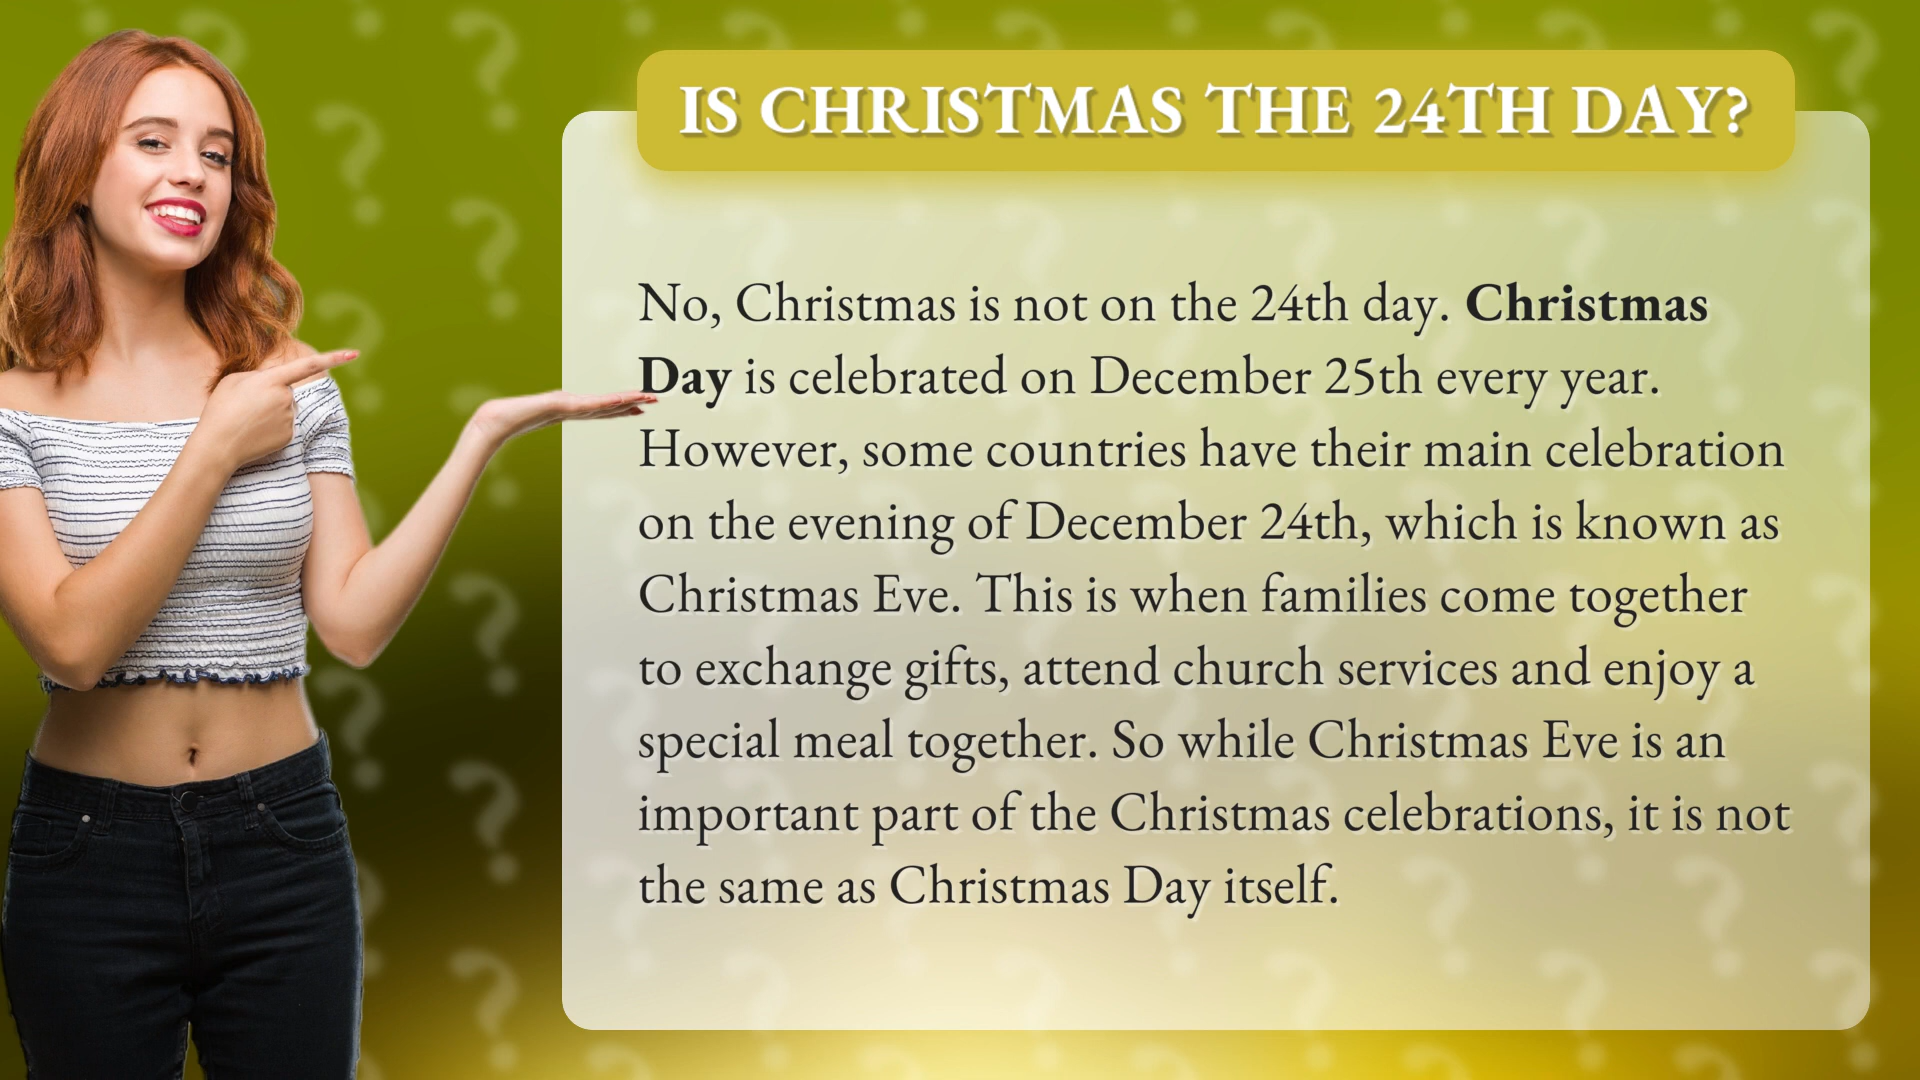 IS CHRISTMAS THE 24TH DAY?
No, Christmas is not on the 24th day. Christmas
Day is celebrated on December 25th every year.
However, some countries have their main celebration
on the evening of December 24th, which is known as
Christmas Eve. This is when families come together
to exchange gifts, attend church services and enjoy a
special meal together. So while Christmas Eve is an
important part of the Christmas celebrations, it is not
the same as Christmas Day itself.